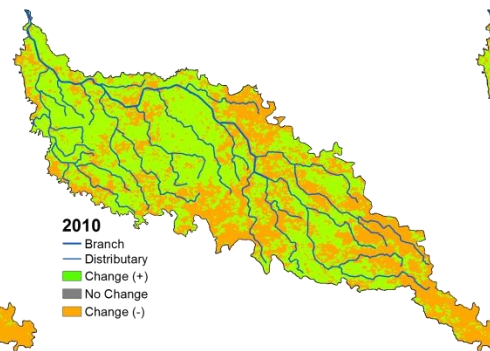 2010
Branch
Distributary
Change (+)
No Change
Change (-)